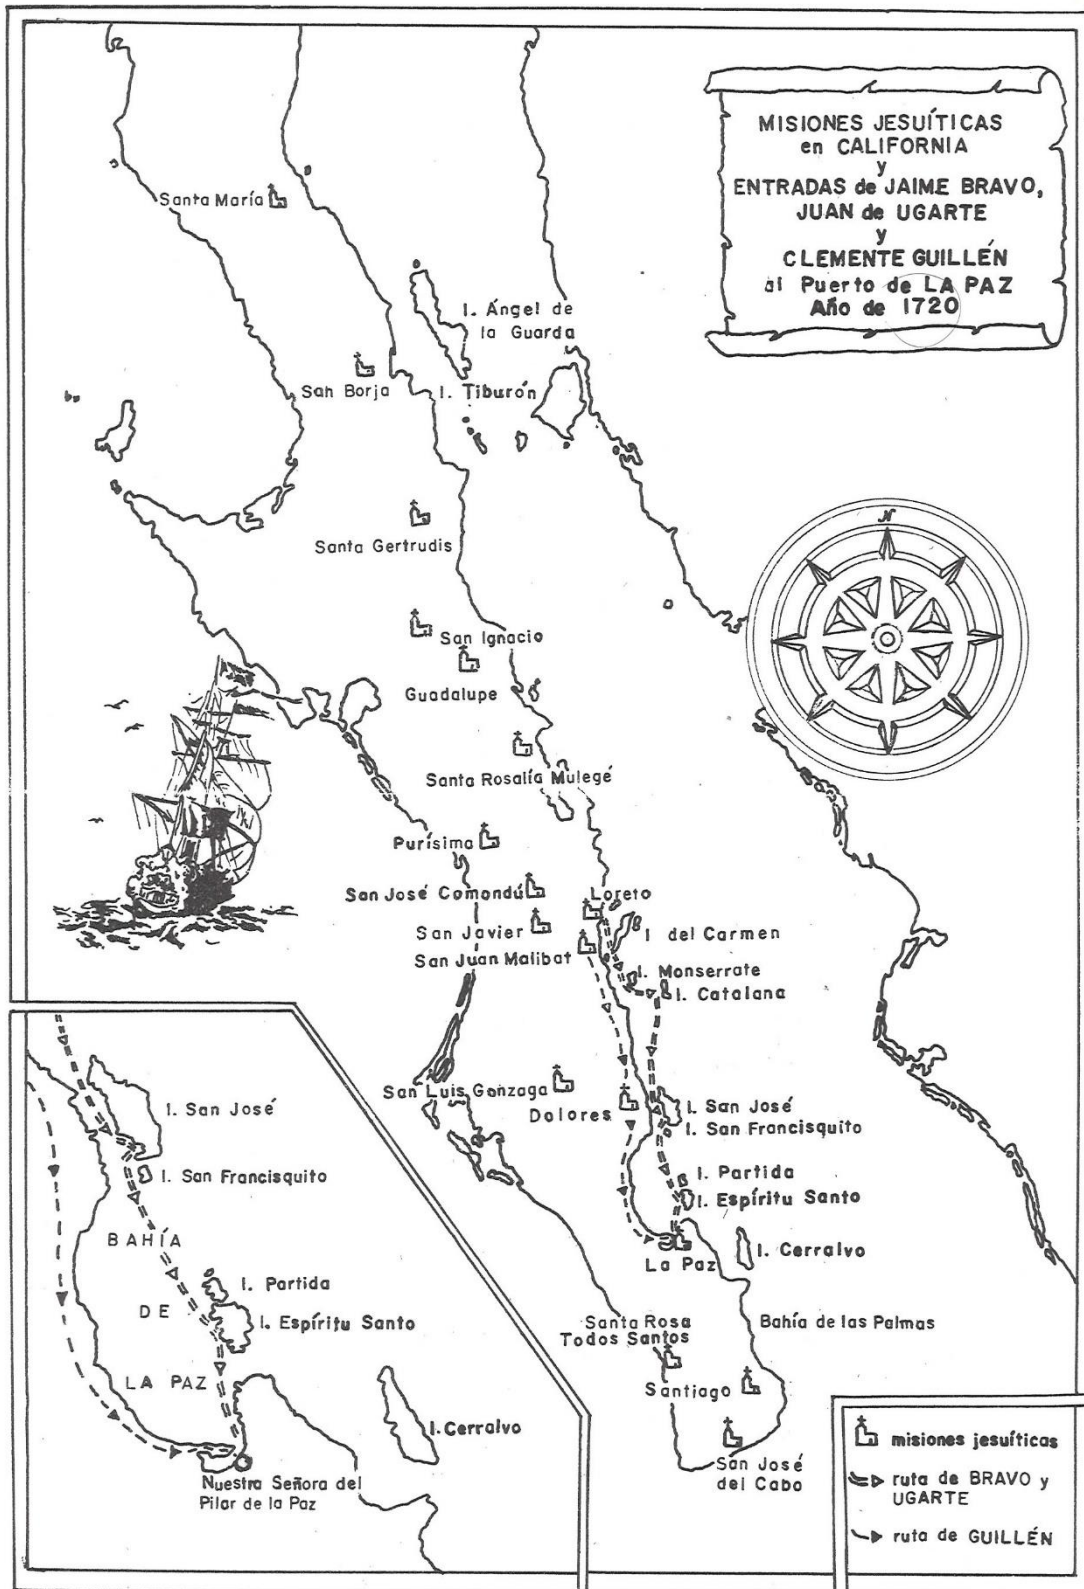 MISIONES JESUÍTICAS
en CALIFORNIA
y
ENTRADAS de JAIME BRAVO,
JUAN de UGARTE
y
CLEMENTE GUILLÉN
al Puerto de LA PAZ
Año de 1720
Santa María
I. Ángel de
la Guarda
San Borja
I. Tiburón
N
Santa Gertrudis
San Ignacio
Guadalupe
Santa Rosalía Mulegé
Purísima
San José Comondú
Loreto
San Javier
I del Carmen
San Juan Malibat
I. Monserrate
I. Catalana
San Luis Gonzaga
Dolores
I. San José
I. San Francisquito
I. Partida
I. Espíritu Santo
La Paz
I. Cerralvo
Santa Rosa
Todos Santos
Bahía de las Palmas
Santiago
San José
del Cabo
I. San José
I. San Francisquito
BAHÍA
I. Partida
DE
I. Espíritu Santo
LA PAZ
I. Cerralvo
Nuestra Señora del
Pilar de la Paz
misiones jesuíticas
ruta de BRAVO y
UGARTE
ruta de GUILLÉN